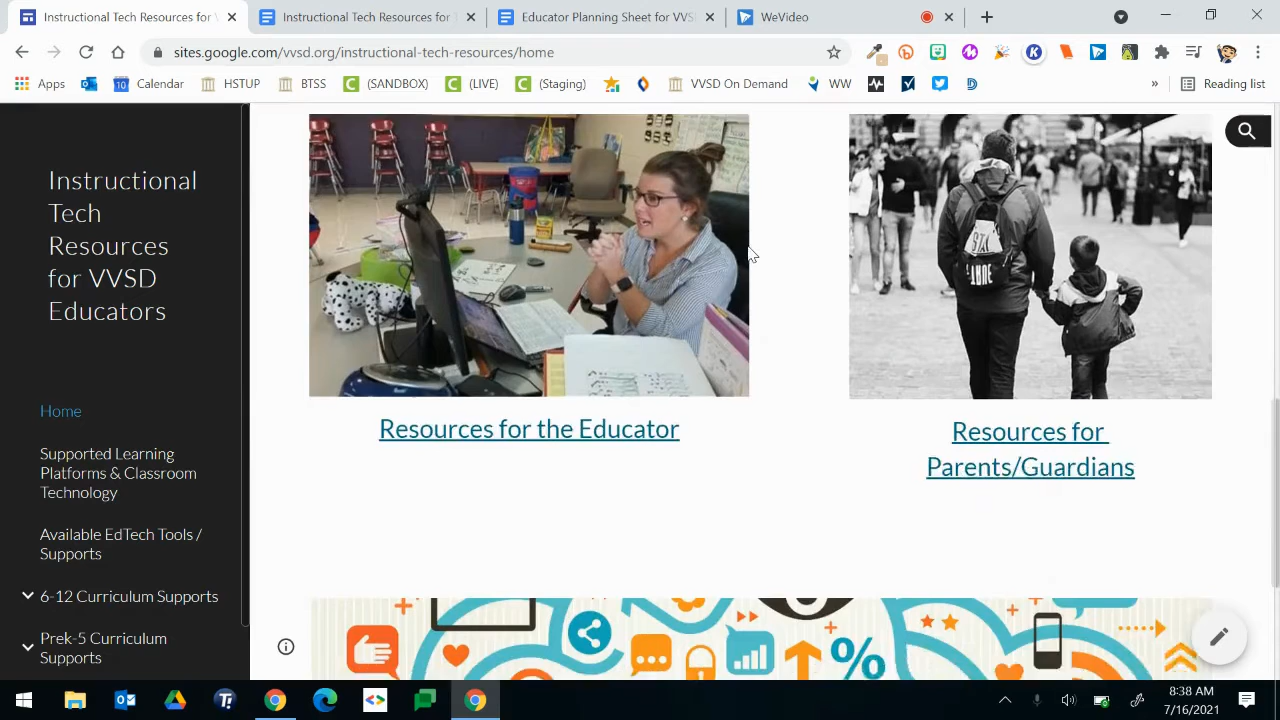 Instructional Tech Resources for V
Instructional Tech Resources for T
Educator Planning Sheet for VVS
WeVideo
sites.google.com/vvsd.org/instructional-tech-resources/home
Apps
10
Calendar
HSTUP
BTSS
(SANDBOX)
(LIVE)
(Staging)
VVSD On Demand
WW
»
Reading list
Instructional
Tech
Resources
for VVSD
Educators
Home
Supported Learning
Platforms & Classroom
Technology
Available EdTech Tools /
Supports
6-12 Curriculum Supports
Prek-5 Curriculum
Supports
Resources for the Educator
Resources for
Parents/Guardians
%
8:38 AM
7/16/2021